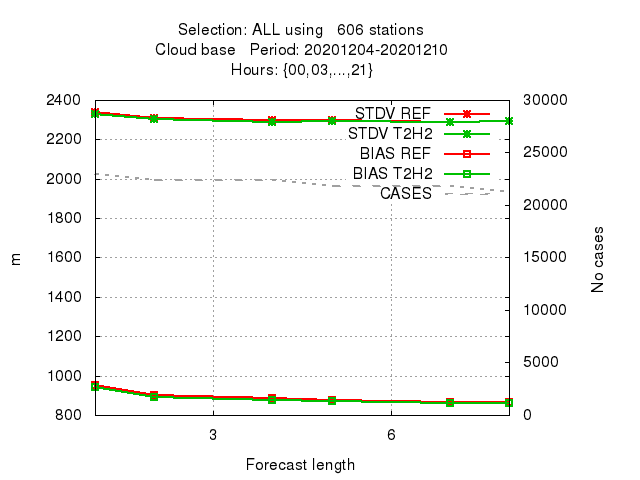 Selection: ALL using   606 stations
Cloud base   Period: 20201204-20201210
Hours: {00,03,...,21}
2400
2200
2000
1800
1600
1400
1200
1000
800
m
STDV REF
STDV T2H2
BIAS REF
BIAS T2H2
CASES
30000
25000
20000
15000
10000
5000
0
No cases
3
6
Forecast length